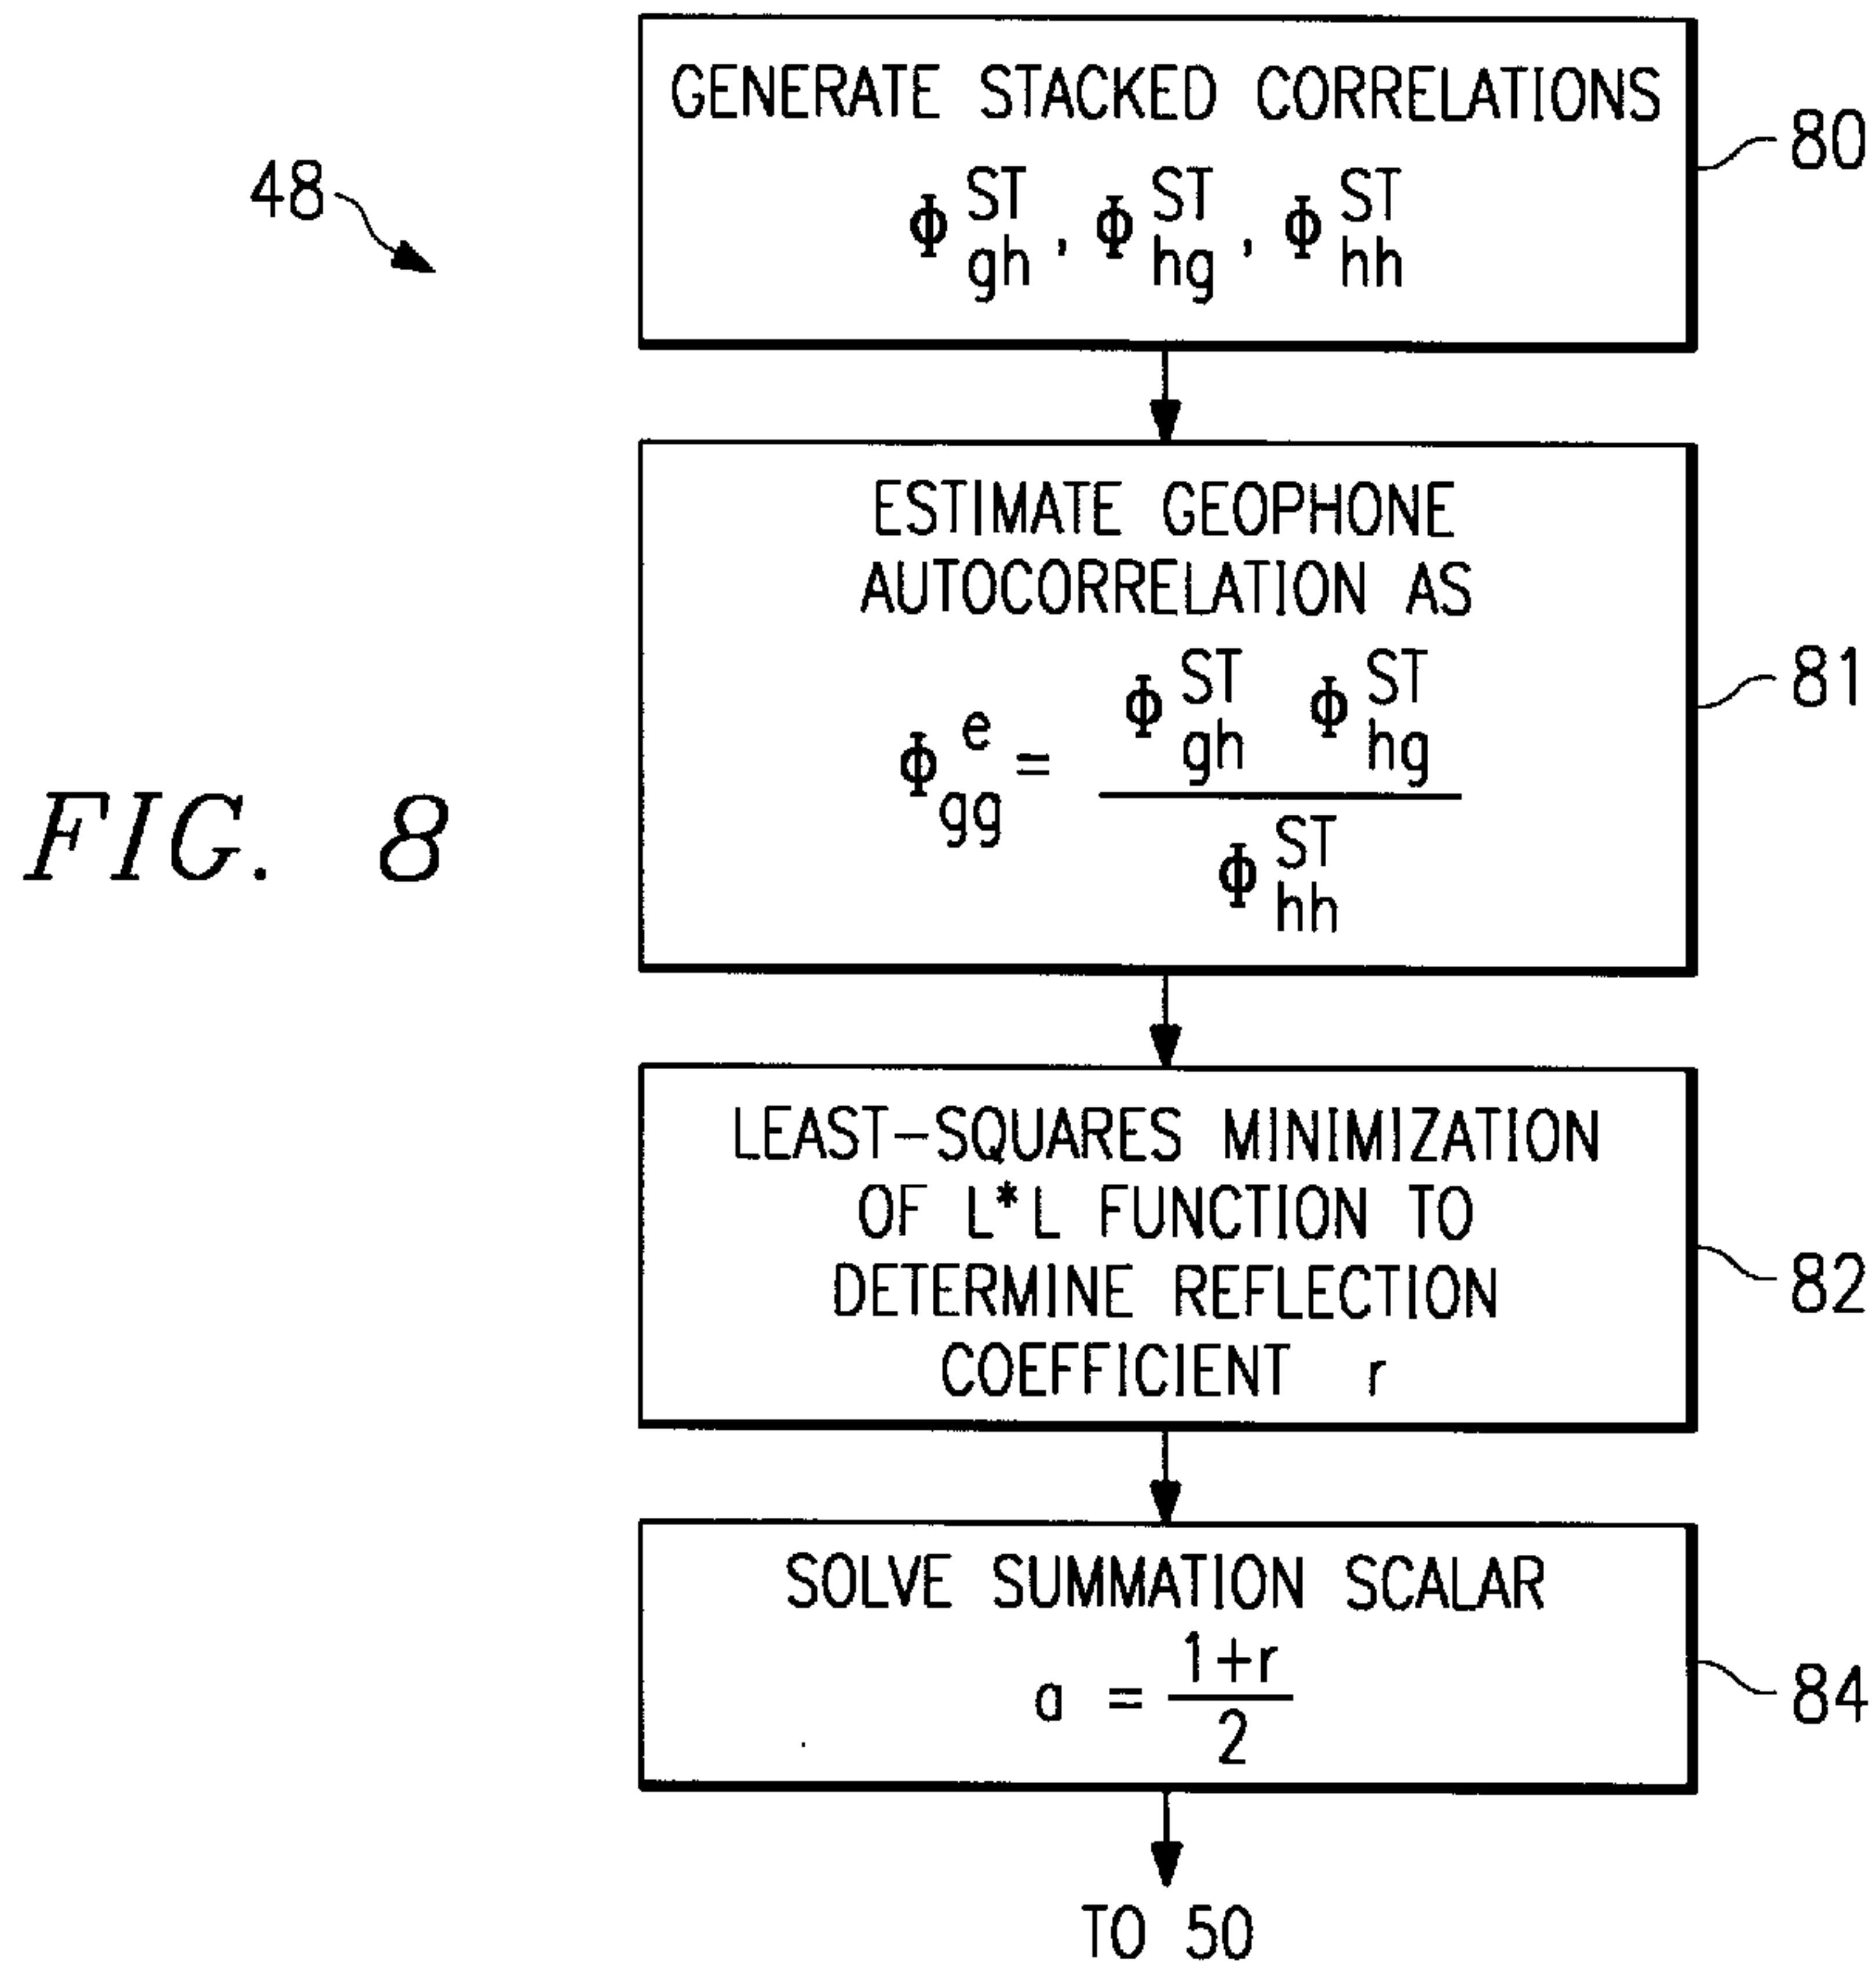 GENERATE STACKED CORRELATIONS
Φ^ST_gh, Φ^ST_hg, Φ^ST_hh
80
48
ESTIMATE GEOPHONE
AUTOCORRELATION AS
Φ^e_gg = Φ^ST_gh Φ^ST_hg
Φ^ST_hh
81
FIG. 8
LEAST-SQUARES MINIMIZATION
OF L*L FUNCTION TO
DETERMINE REFLECTION
COEFFICIENT r
82
SOLVE SUMMATION SCALAR
a = 1+r
2
84
TO 50